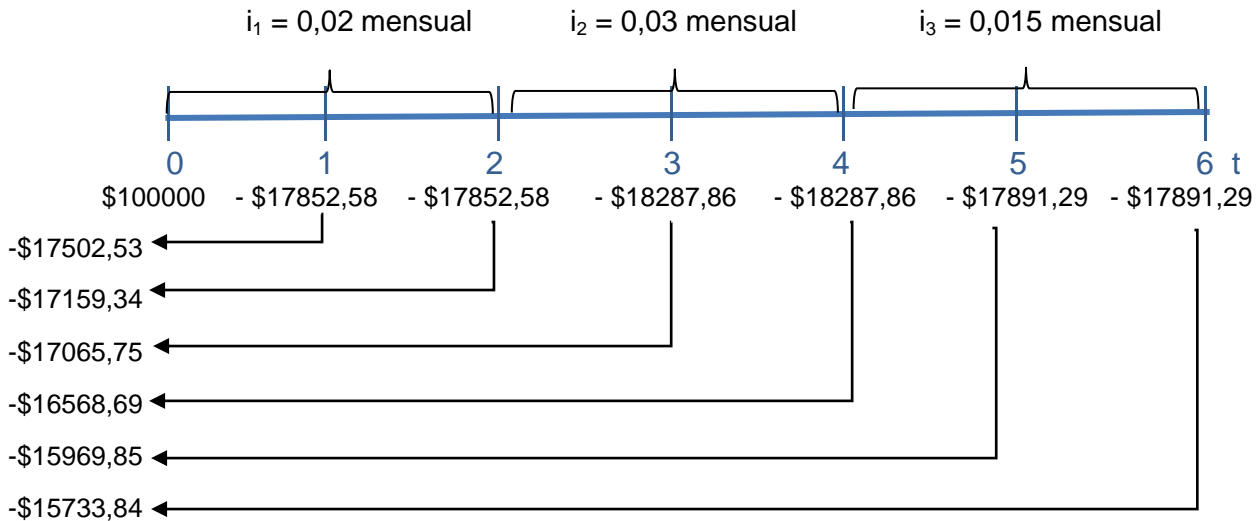 i₁ = 0,02 mensual i₂ = 0,03 mensual i₃ = 0,015 mensual
0 1 2 3 4 5 6 t
$100000 - $17852,58 - $17852,58 - $18287,86 - $18287,86 - $17891,29 - $17891,29
-$17502,53
-$17159,34
-$17065,75
-$16568,69
-$15969,85
-$15733,84